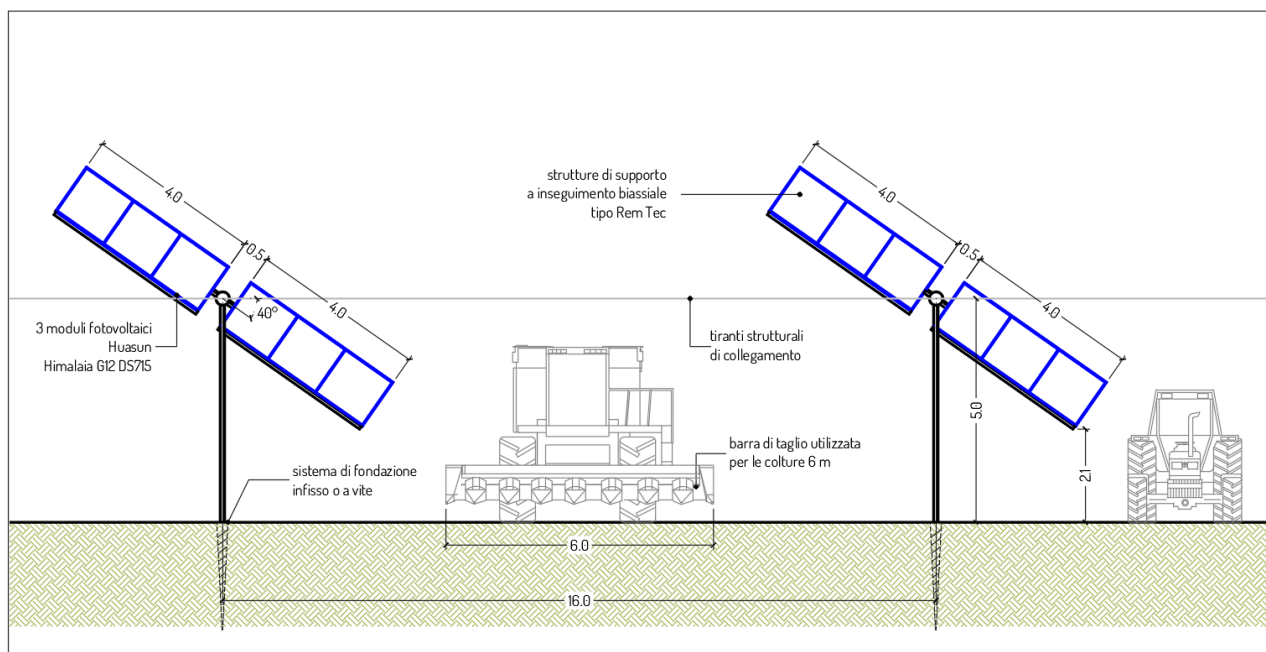 4.0
0.5
4.0
40°
3 moduli fotovoltaici
Huasun
Himalaia G12 DS715
sistema di fondazione
infisso o a vite
strutture di supporto
a inseguimento biassiale
tipo Rem Tec
tiranti strutturali
di collegamento
barra di taglio utilizzata
per le colture 6 m
4.0
0.5
4.0
5.0
2.1
6.0
16.0